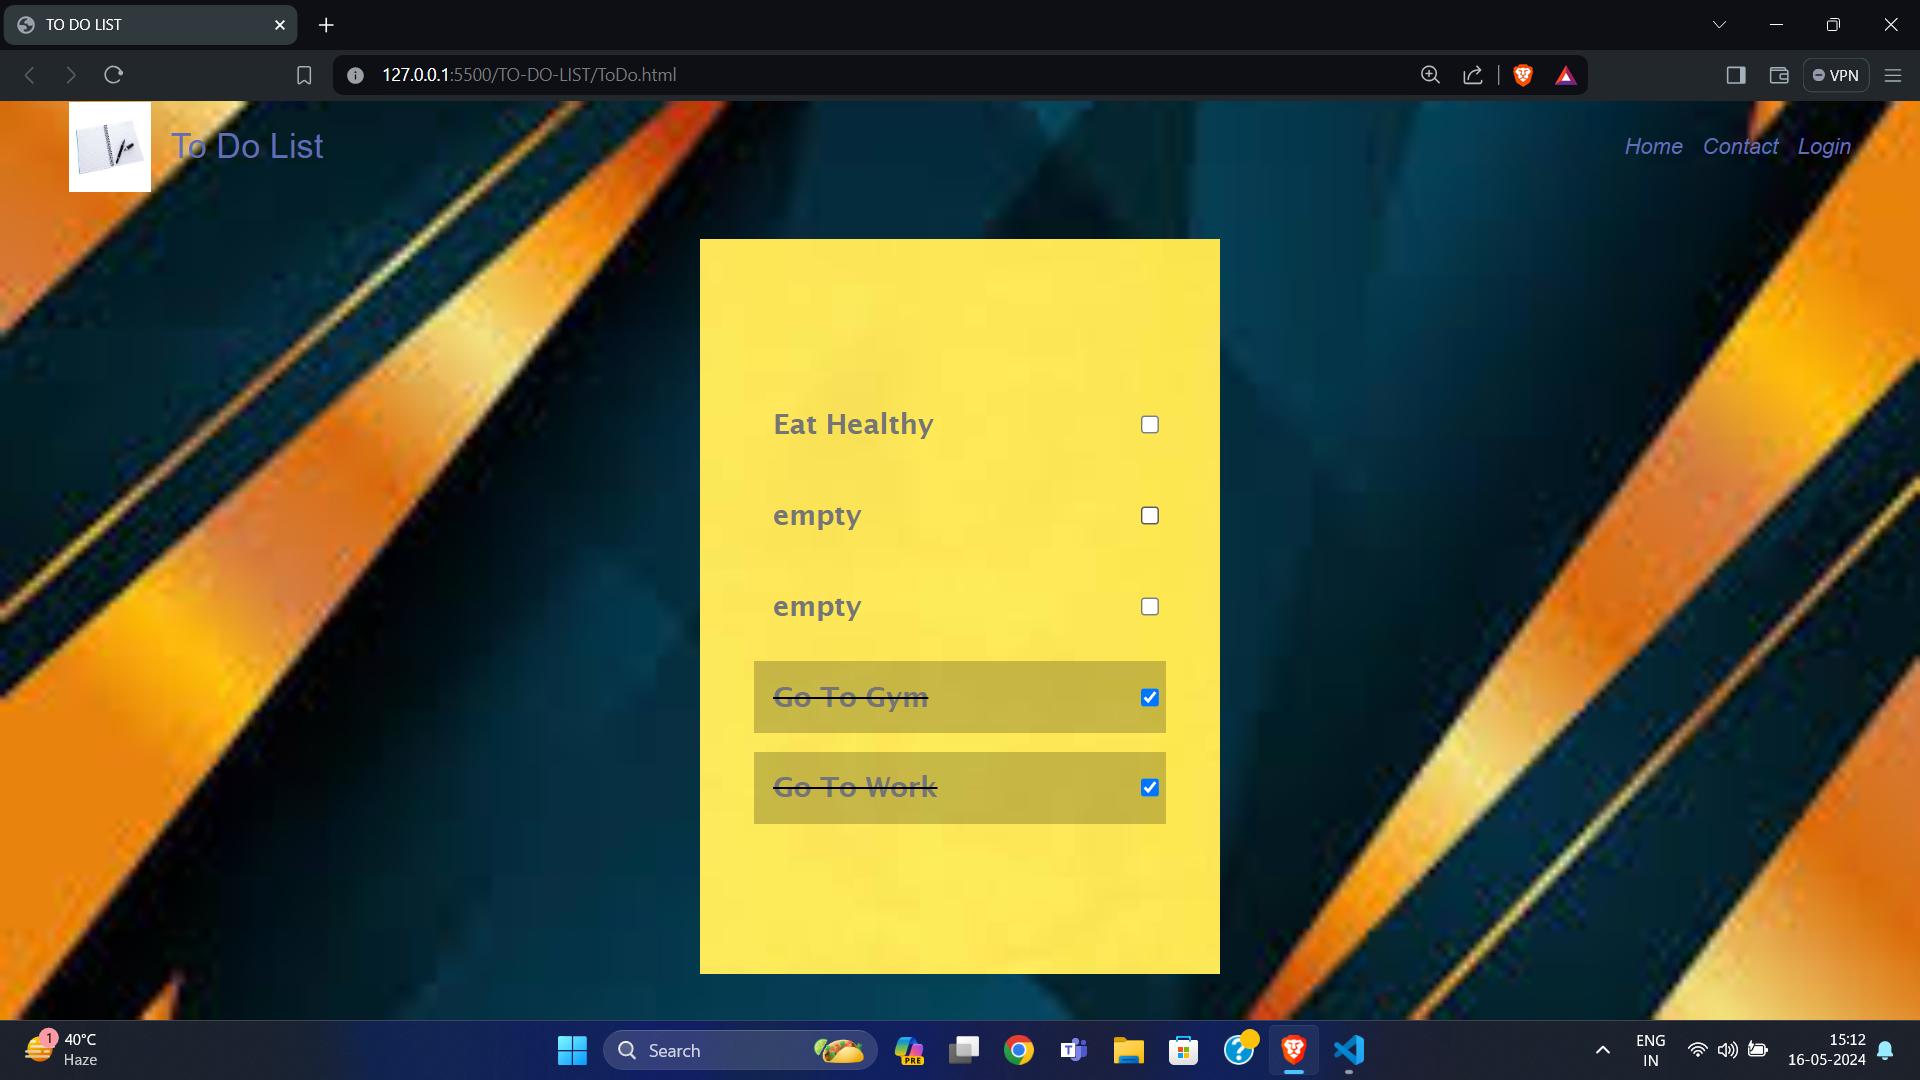 TO DO LIST
127.0.0.1:5500/TO-DO-LIST/ToDo.html
VPN
To Do List
Home Contact Login
Eat Healthy
empty
empty
Go To Gym
Go To Work
1
40°C
Haze
Search
PRE
T
?
ENG
IN
15:12
16-05-2024